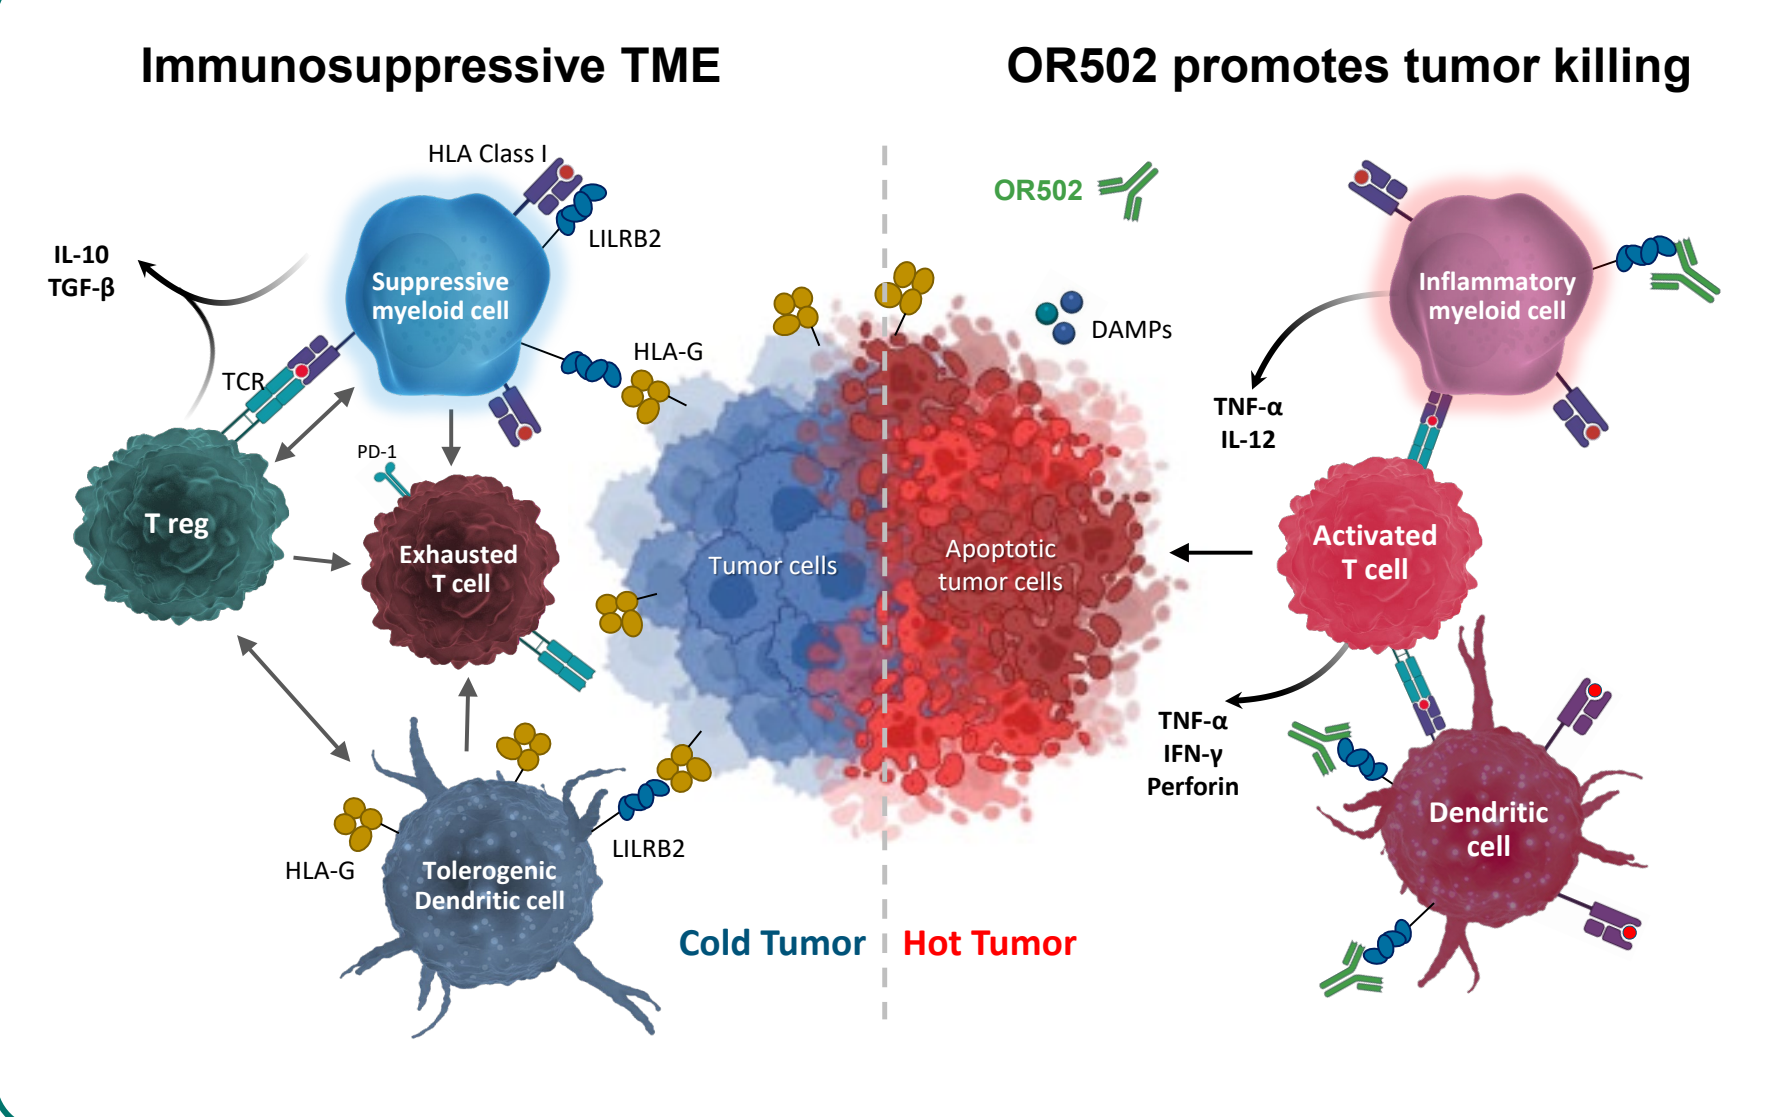 Immunosuppressive TME
OR502 promotes tumor killing
HLA Class I
LILRB2
IL-10
TGF-β
Suppressive
myeloid cell
HLA-G
TCR
PD-1
T reg
Exhausted
T cell
Tumor cells
HLA-G
LILRB2
Tolerogenic
Dendritic cell
Cold Tumor
OR502
DAMPs
Inflammatory
myeloid cell
TNF-α
IL-12
Apoptotic
tumor cells
Activated
T cell
TNF-α
IFN-γ
Perforin
Dendritic
cell
Hot Tumor